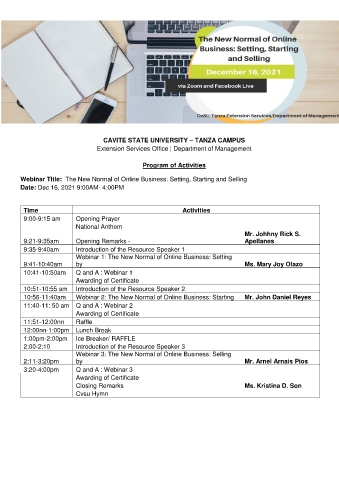 The New Normal of Online
Business: Setting, Starting
and Selling
December 16, 2021
via Zoom and Facebook Live
CvSU- Tanza Extension Services/Department of Management
CAVITE STATE UNIVERSITY – TANZA CAMPUS
Extension Services Office | Department of Management
Program of Activities
Webinar Title: The New Normal of Online Business: Setting, Starting and Selling
Date: Dec 16, 2021 9:00AM- 4:00PM
Time Activities
9:00-9:15 am Opening Prayer
National Anthem
9:21-9:35am Opening Remarks - Mr. Johhny Rick S.
Apellanes
9:35-9:40am Introduction of the Resource Speaker 1
Webinar 1: The New Normal of Online Business: Setting
9:41-10:40am by Ms. Mary Joy Olazo
10:41-10:50am Q and A : Webinar 1
Awarding of Certificate
10:51-10:55 am Introduction of the Resource Speaker 2
10:56-11:40am Webinar 2: The New Normal of Online Business: Starting Mr. John Daniel Reyes
11:40-11: 50 am Q and A : Webinar 2
Awarding of Certificate
11:51-12:00nn Raffle
12:00nn-1:00pm Lunch Break
1:00pm-2:00pm Ice Breaker/ RAFFLE
2:00-2:10 Introduction of the Resource Speaker 3
Webinar 3: The New Normal of Online Business: Selling
2:11-3:20pm by Mr. Arnel Arnais Pios
3:20-4:00pm Q and A : Webinar 3
Awarding of Certificate
Closing Remarks Ms. Kristina D. Son
Cvsu Hymn